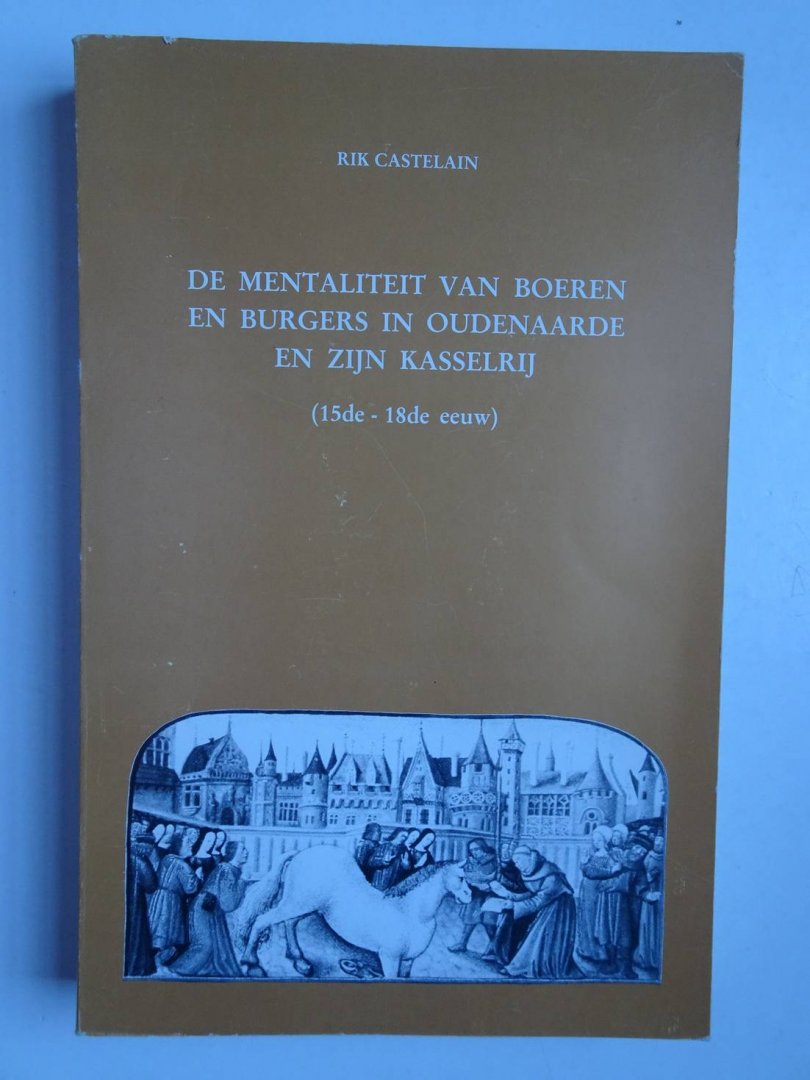 RIK CASTELAIN
DE MENTALITEIT VAN BOEREN
EN BURGERS IN OUDENAARDE
EN ZIJN KASSELRIJ
(15de - 18de eeuw)